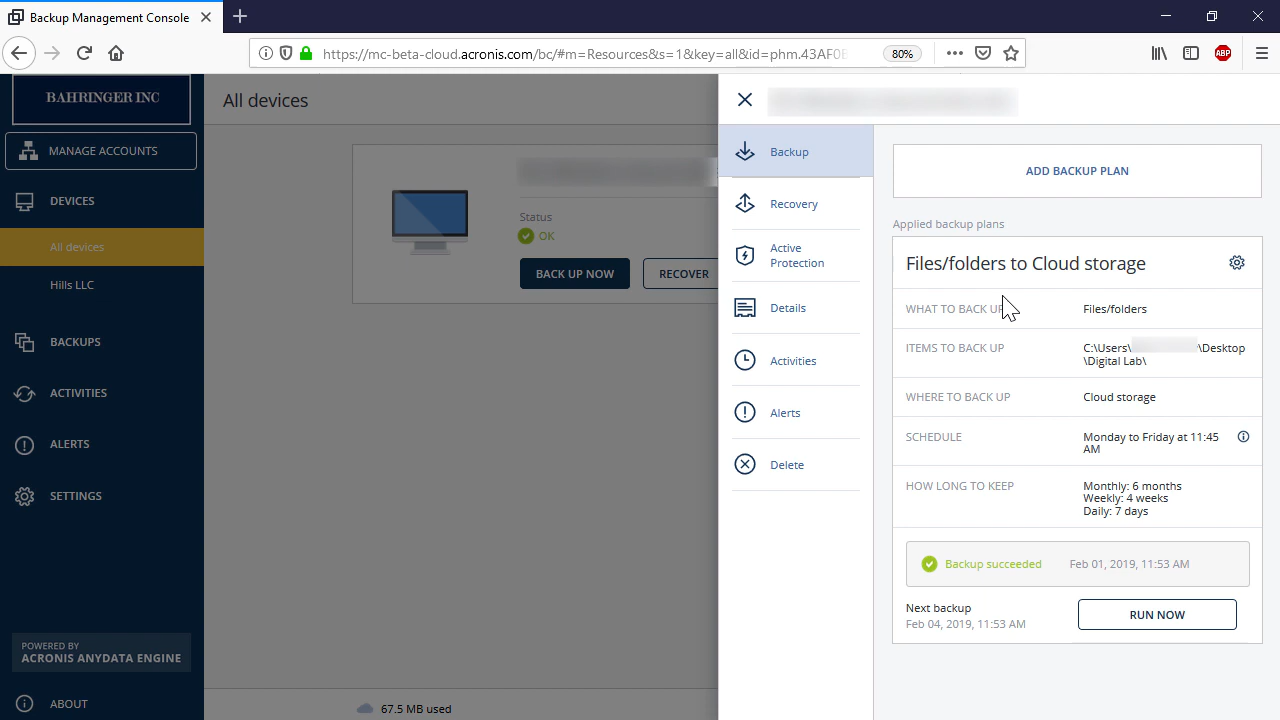 Backup Management Console
https://mc-beta-cloud.acronis.com/bc/#m=Resources&s=1&key=all&id=phm.43AF0
80%
ABP
BAHRINGER INC
MANAGE ACCOUNTS
DEVICES
All devices
Hills LLC
BACKUPS
ACTIVITIES
ALERTS
SETTINGS
POWERED BY
ACRONIS ANYDATA ENGINE
ABOUT
All devices
Status
OK
BACK UP NOW
RECOVER
67.5 MB used
Backup
Recovery
Active
Protection
Details
Activities
Alerts
Delete
ADD BACKUP PLAN
Applied backup plans
Files/folders to Cloud storage
WHAT TO BACK UP
Files/folders
ITEMS TO BACK UP
C:\Users\ \Desktop
\Digital Lab\
WHERE TO BACK UP
Cloud storage
SCHEDULE
Monday to Friday at 11:45
AM
HOW LONG TO KEEP
Monthly: 6 months
Weekly: 4 weeks
Daily: 7 days
Backup succeeded
Feb 01, 2019, 11:53 AM
Next backup
Feb 04, 2019, 11:53 AM
RUN NOW